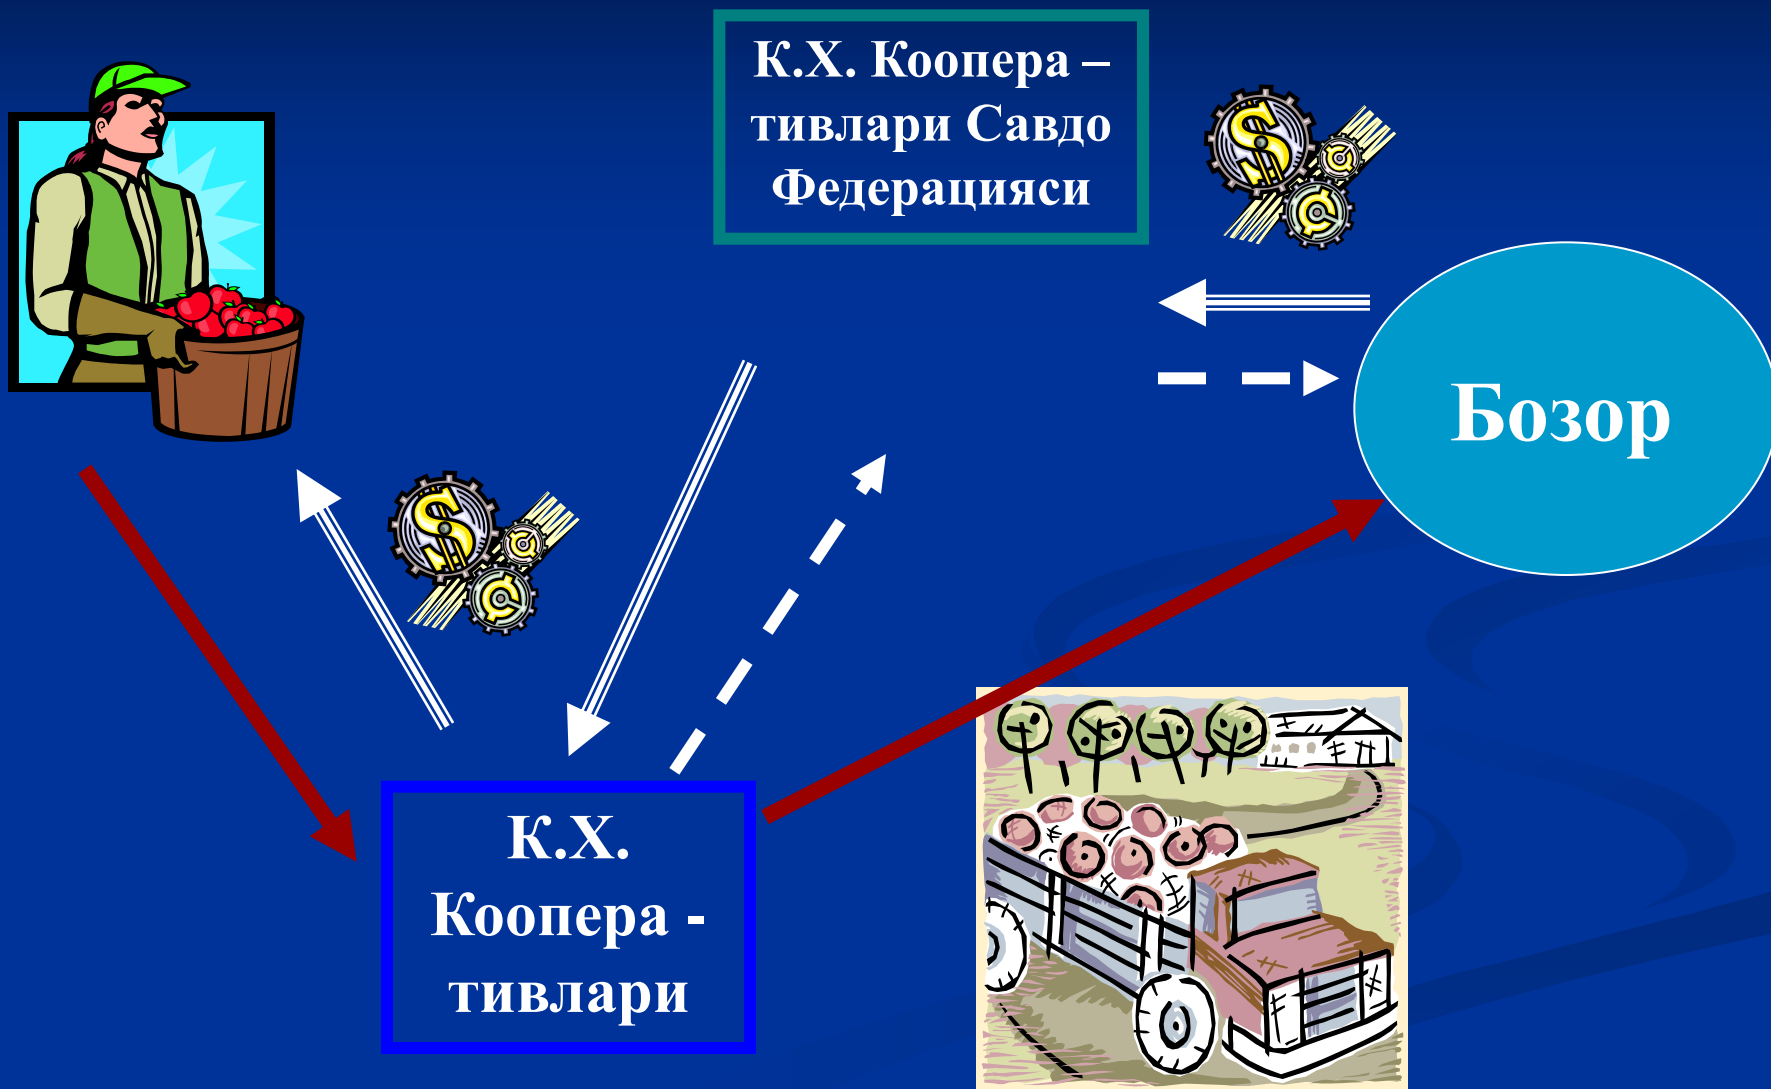 К.Х. Коопера –
тивлари Савдо
Федерацияси
Бозор
К.Х.
Коопера -
тивлари